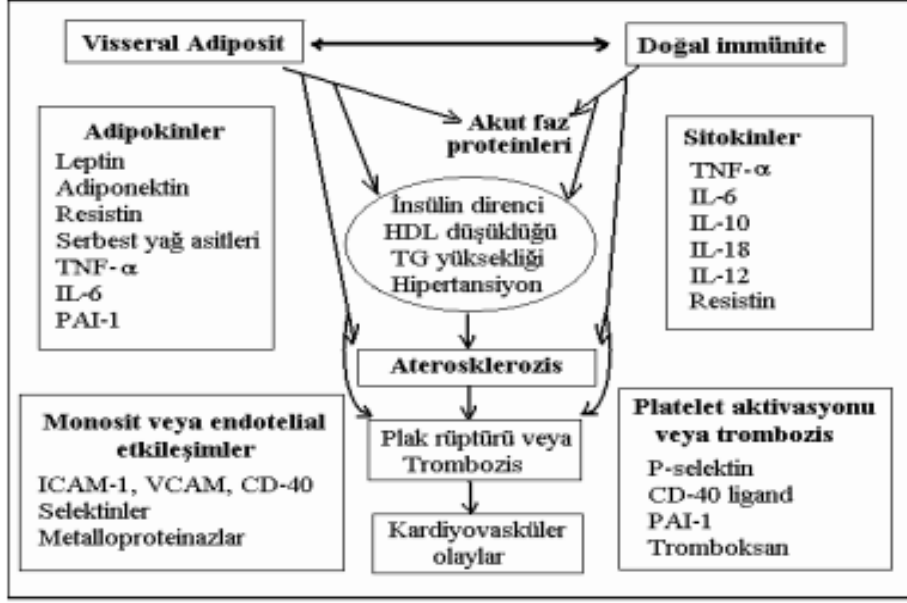 Visseral Adiposit
Doğal immünite
Akut faz
proteinleri
Adipokinler
Leptin
Adiponektin
Resistin
Serbest yağ asitleri
TNF- α
IL-6
PAI-1
İnsülin direnci
HDL düşüklüğü
TG yüksekliği
Hipertansiyon
Sitokinler
TNF- α
IL-6
IL-10
IL-18
IL-12
Resistin
Aterosklerozis
Monosit veya endotelial
etkileşimler
ICAM-1, VCAM, CD-40
Selektinler
Metalloproteinazlar
Plak rüptürü veya
Trombozis
Kardiyovasküler
olaylar
Platelet aktivasyonu
veya trombozis
P-selektin
CD-40 ligand
PAI-1
Tromboksan